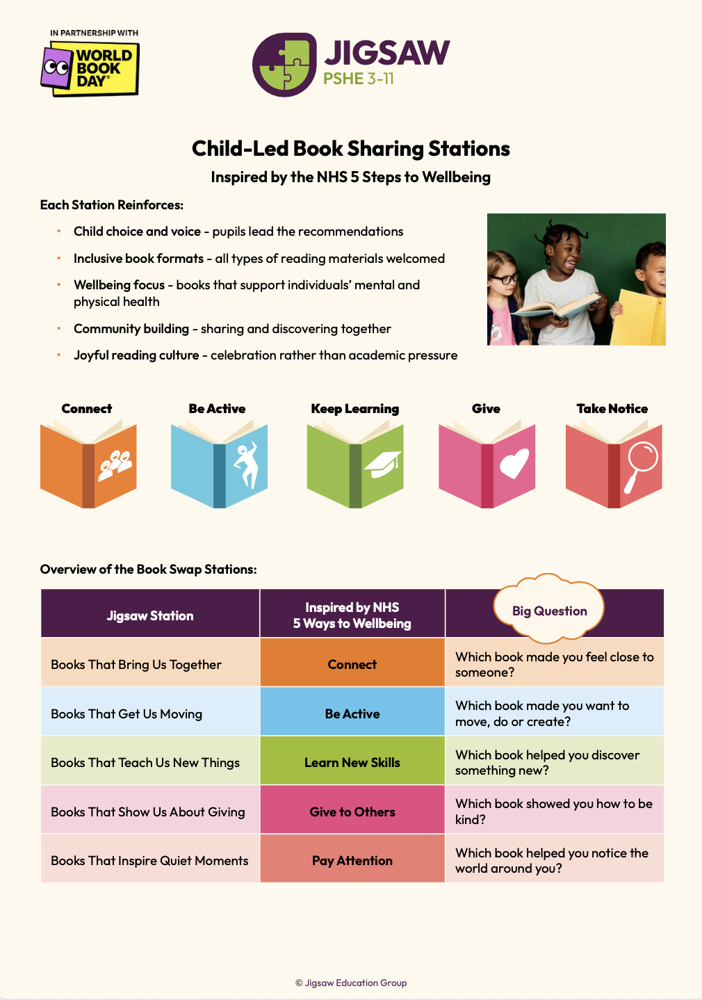 IN PARTNERSHIP WITH
WORLD
BOOK
DAY®
JIGSAW
PSHE 3-11
Child-Led Book Sharing Stations
Inspired by the NHS 5 Steps to Wellbeing
Each Station Reinforces:
• Child choice and voice - pupils lead the recommendations
• Inclusive book formats - all types of reading materials welcomed
• Wellbeing focus - books that support individuals’ mental and
physical health
• Community building - sharing and discovering together
• Joyful reading culture - celebration rather than academic pressure
Connect
Be Active
Keep Learning
Give
Take Notice
Overview of the Book Swap Stations:
Jigsaw Station
Inspired by NHS
5 Ways to Wellbeing
Big Question
Books That Bring Us Together
Connect
Which book made you feel close to
someone?
Books That Get Us Moving
Be Active
Which book made you want to
move, do or create?
Books That Teach Us New Things
Learn New Skills
Which book helped you discover
something new?
Books That Show Us About Giving
Give to Others
Which book showed you how to be
kind?
Books That Inspire Quiet Moments
Pay Attention
Which book helped you notice the
world around you?
© Jigsaw Education Group